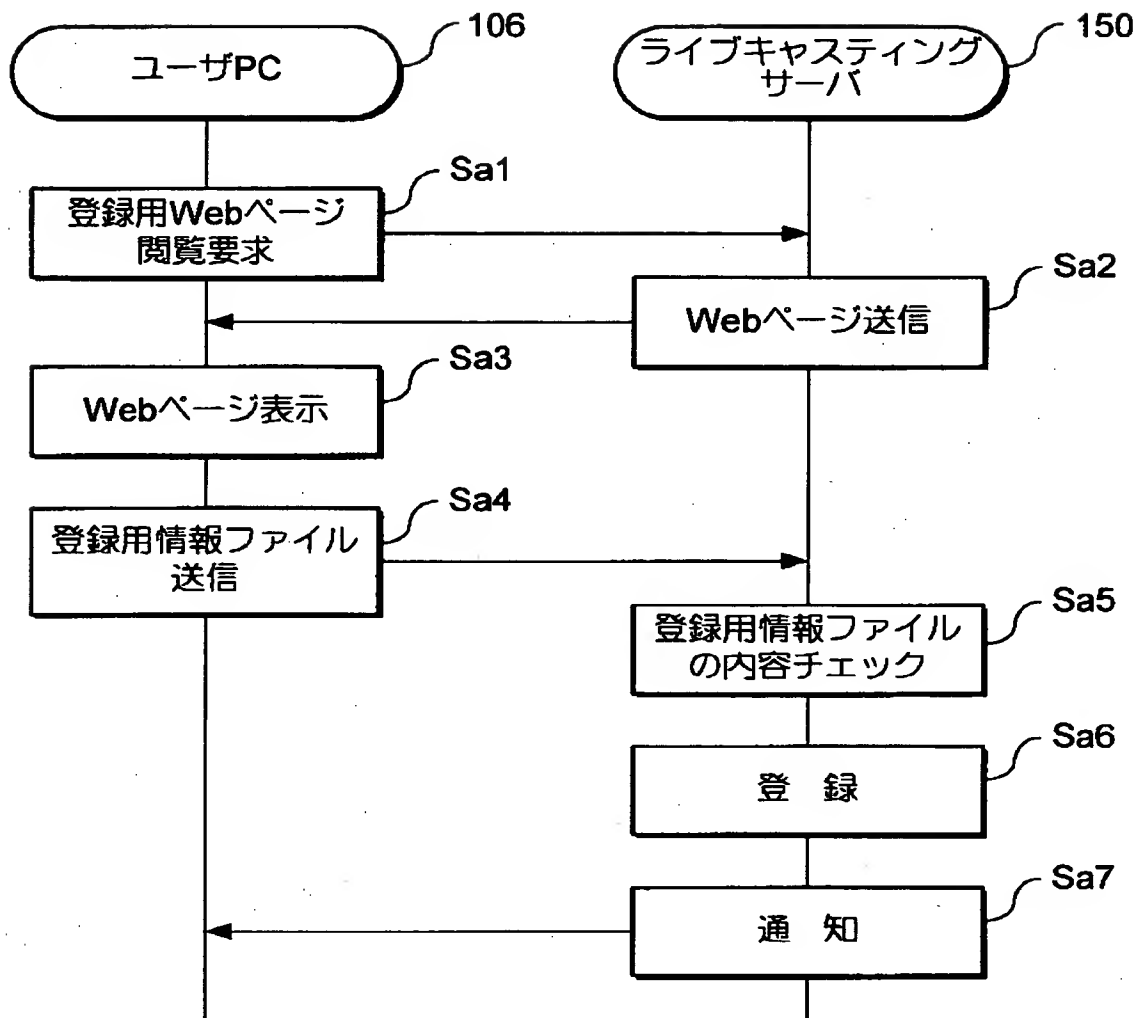 ユーザPC
106
ライブキャスティング
サーバ
150
Sa1
登録用Webページ
閲覧要求
Sa2
Webページ送信
Sa3
Webページ表示
Sa4
登録用情報ファイル
送信
Sa5
登録用情報ファイル
の内容チェック
Sa6
登 録
Sa7
通 知